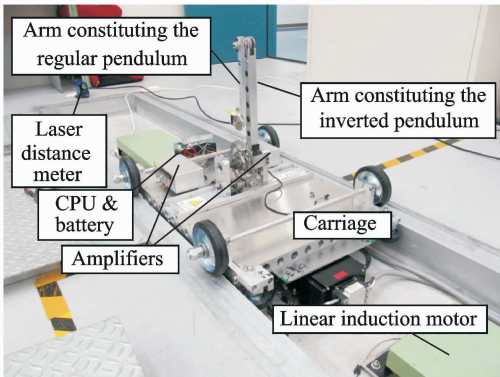 Arm constituting the
regular pendulum
Arm constituting the
inverted pendulum
Laser
distance
meter
CPU &
battery
Carriage
Amplifiers
Linear induction motor